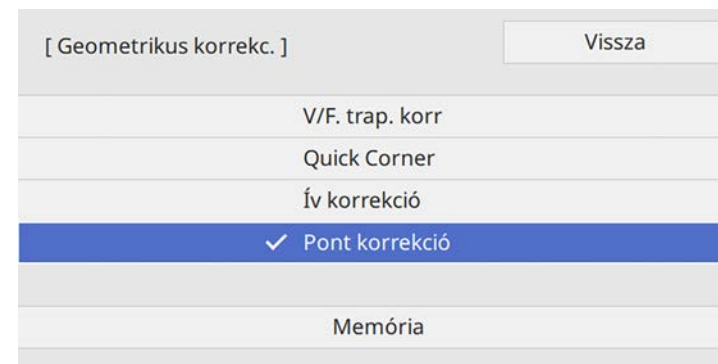 [ Geometrikus korrekc. ]
Vissza
V/F. trap. korr
Quick Corner
Ív korrekció
Pont korrekció
Memória